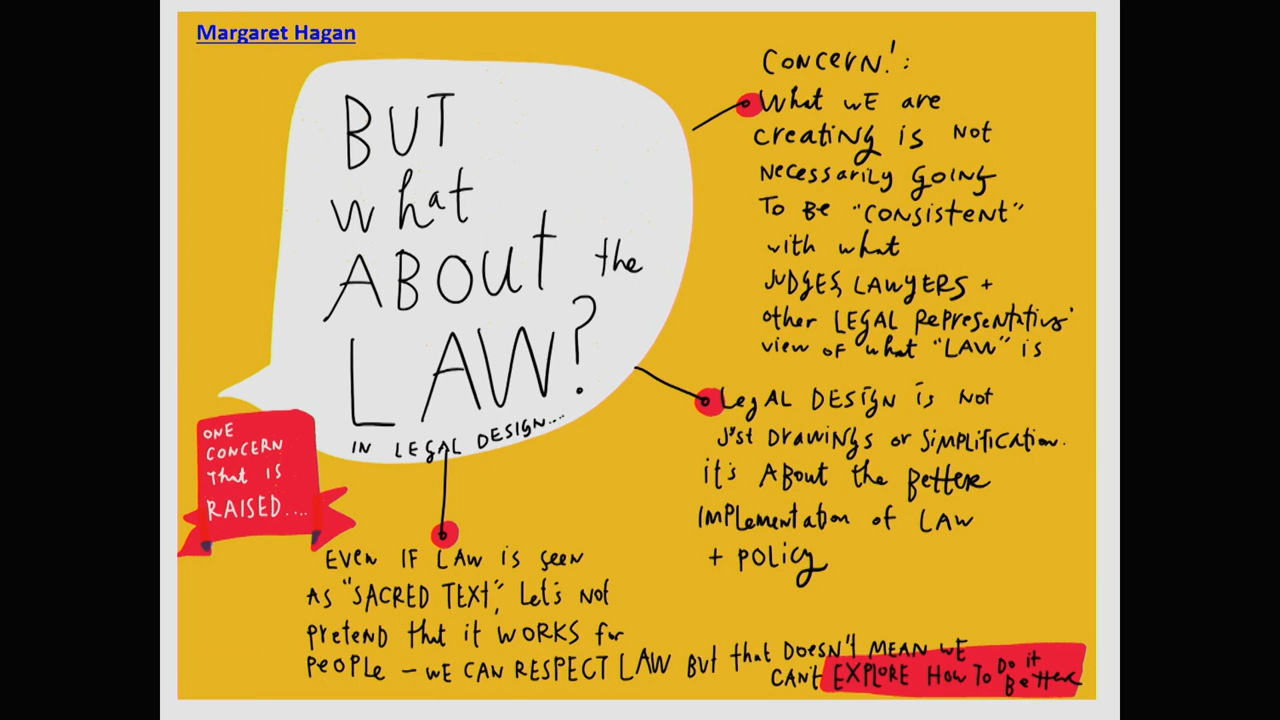 Margaret Hagan
BUT
what
ABOUT the
LAW?
IN LEGAL DESIGN....
ONE
CONCERN
that is
RAISED....
CONCERN!:
What WE are
creating is Not
Necessarily GOING
To BE "CONSISTENT"
with what
JUDGES, LAWYERS +
other LEGAL Representatives'
view OF what "LAW" is
Legal DESIGN is Not
just DRAWINGS or SIMPLIFICATION.
it's ABOUT the BETTER
IMPLEMENTATION OF LAW
+ POLICY
EVEN IF LAW is seen
AS "SACRED TEXT," Let's Not
PRETEND that it WORKS for
PEOPLE - WE CAN RESPECT LAW BUT that DOESN'T MEAN WE
CAN'T EXPLORE HOW TO Do it
BETTER